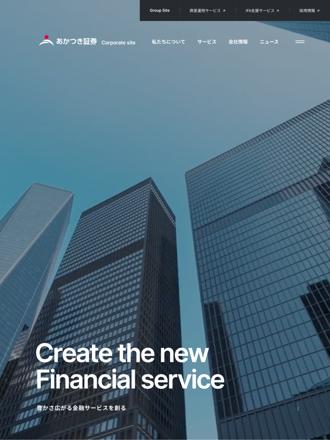 Group Site
資産運用サービス
IFA支援サービス
採用情報
あかつき証券 Corporate site
私たちについて
サービス
会社情報
ニュース
Create the new
Financial service
豊かさ広がる金融サービスを創る